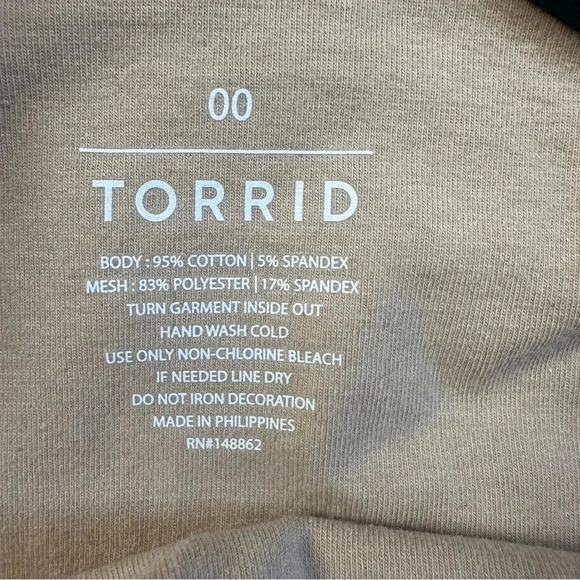 00
TORRID
BODY : 95% COTTON | 5% SPANDEX
MESH : 83% POLYESTER | 17% SPANDEX
TURN GARMENT INSIDE OUT
HAND WASH COLD
USE ONLY NON-CHLORINE BLEACH
IF NEEDED LINE DRY
DO NOT IRON DECORATION
MADE IN PHILIPPINES
RN#148862